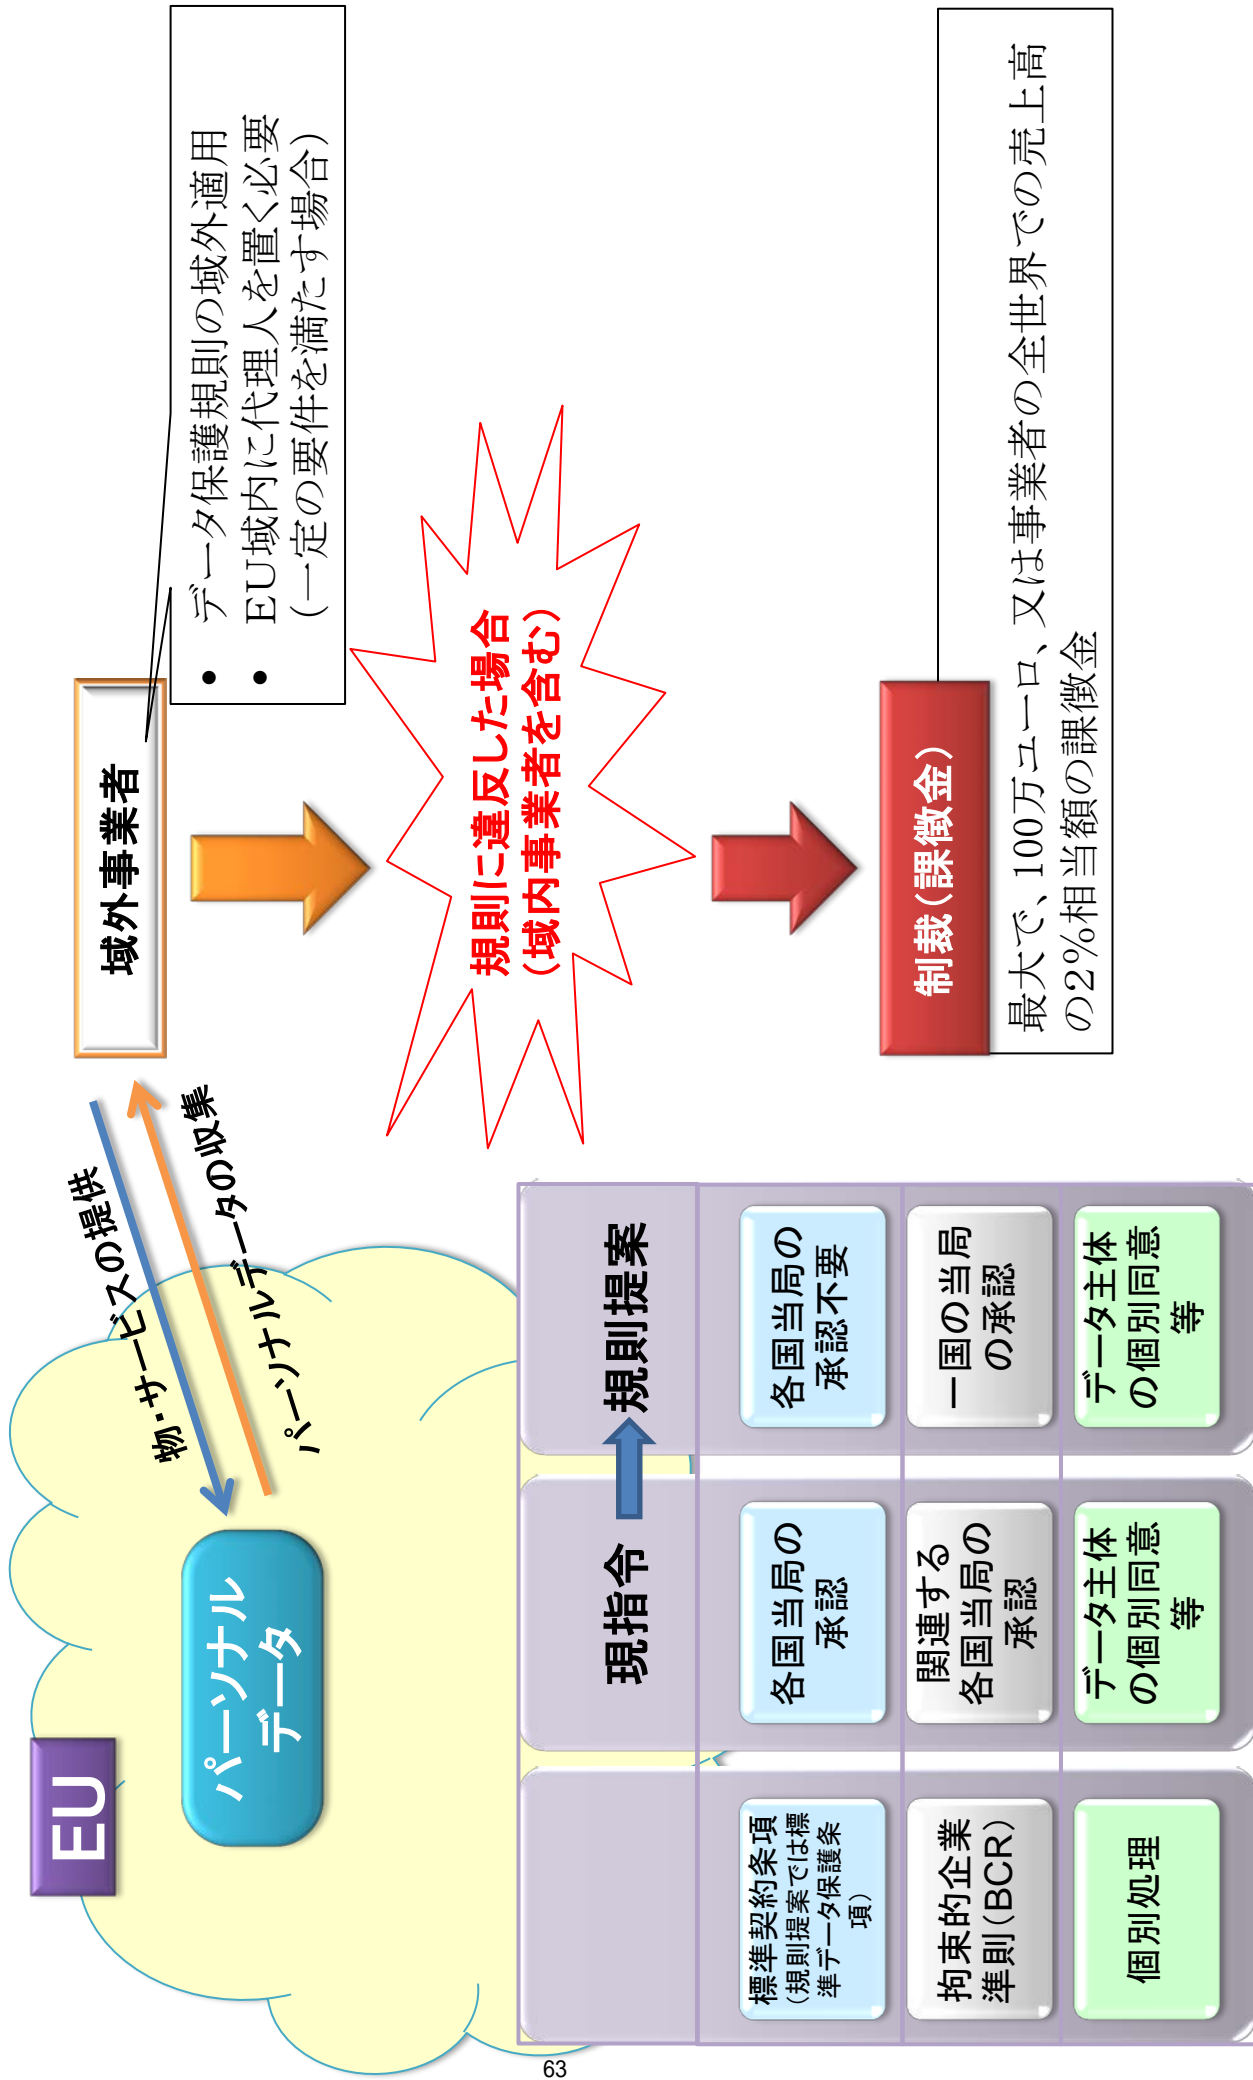 EU
パーソナル
データ
物・サービスの提供
パーソナルデータの収集
域外事業者
• データ保護規則の域外適用
• EU域内に代理人を置く必要
(一定の要件を満たす場合)
規則に違反した場合
(域内事業者を含む)
制裁(課徴金)
最大で、100万ユーロ、又は事業者の全世界での売上高
の2%相当額の課徴金
現指令
規則提案
標準契約条項
(規則提案では標
準データ保護条
項)
各国当局の
承認
各国当局の
承認不要
拘束的企業
準則(BCR)
関連する
各国当局の
承認
一国の当局
の承認
個別処理
データ主体
の個別同意
等
データ主体
の個別同意
等
63